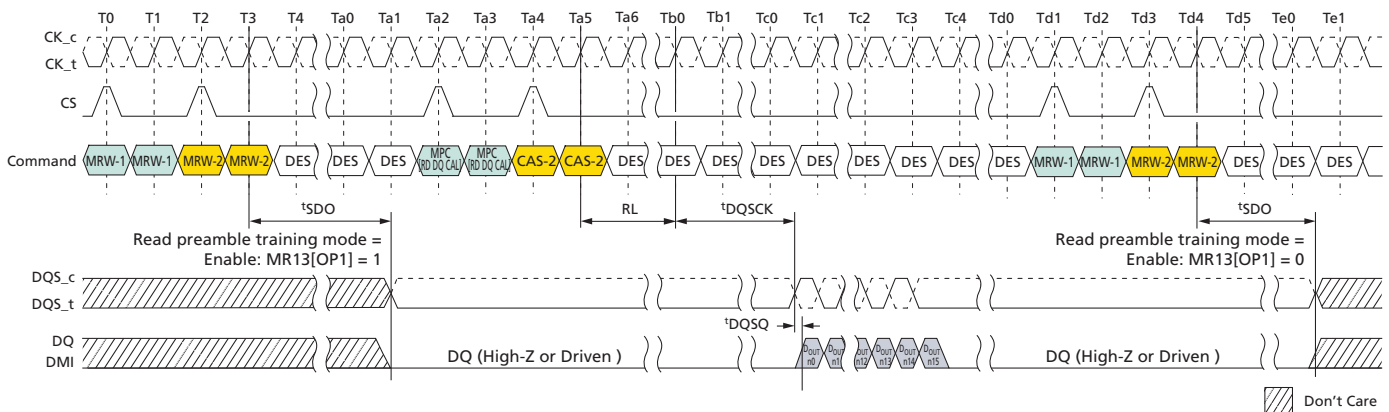 T0 T1 T2 T3 T4 Ta0 Ta1 Ta2 Ta3 Ta4 Ta5 Ta6 Tb0 Tb1 Tc0 Tc1 Tc2 Tc3 Tc4 Td0 Td1 Td2 Td3 Td4 Td5 Te0 Te1
CK_c
CK_t
CS
Command MRW-1 MRW-1 MRW-2 MRW-2 DES DES DES MPC [RD DQ CAL] MPC [RD DQ CAL] CAS-2 CAS-2 DES DES DES DES DES DES DES DES DES MRW-1 MRW-1 MRW-2 MRW-2 DES DES DES
tSDO RL tDQSCK tSDO
Read preamble training mode =
Enable: MR13[OP1] = 1
Read preamble training mode =
Enable: MR13[OP1] = 0
DQS_c
DQS_t
tDQSQ
DQ
DMI
DQ (High-Z or Driven )
DOUT n0 DOUT n1 DOUT n12 DOUT n13 DOUT n14 DOUT n15
DQ (High-Z or Driven )
Don't Care